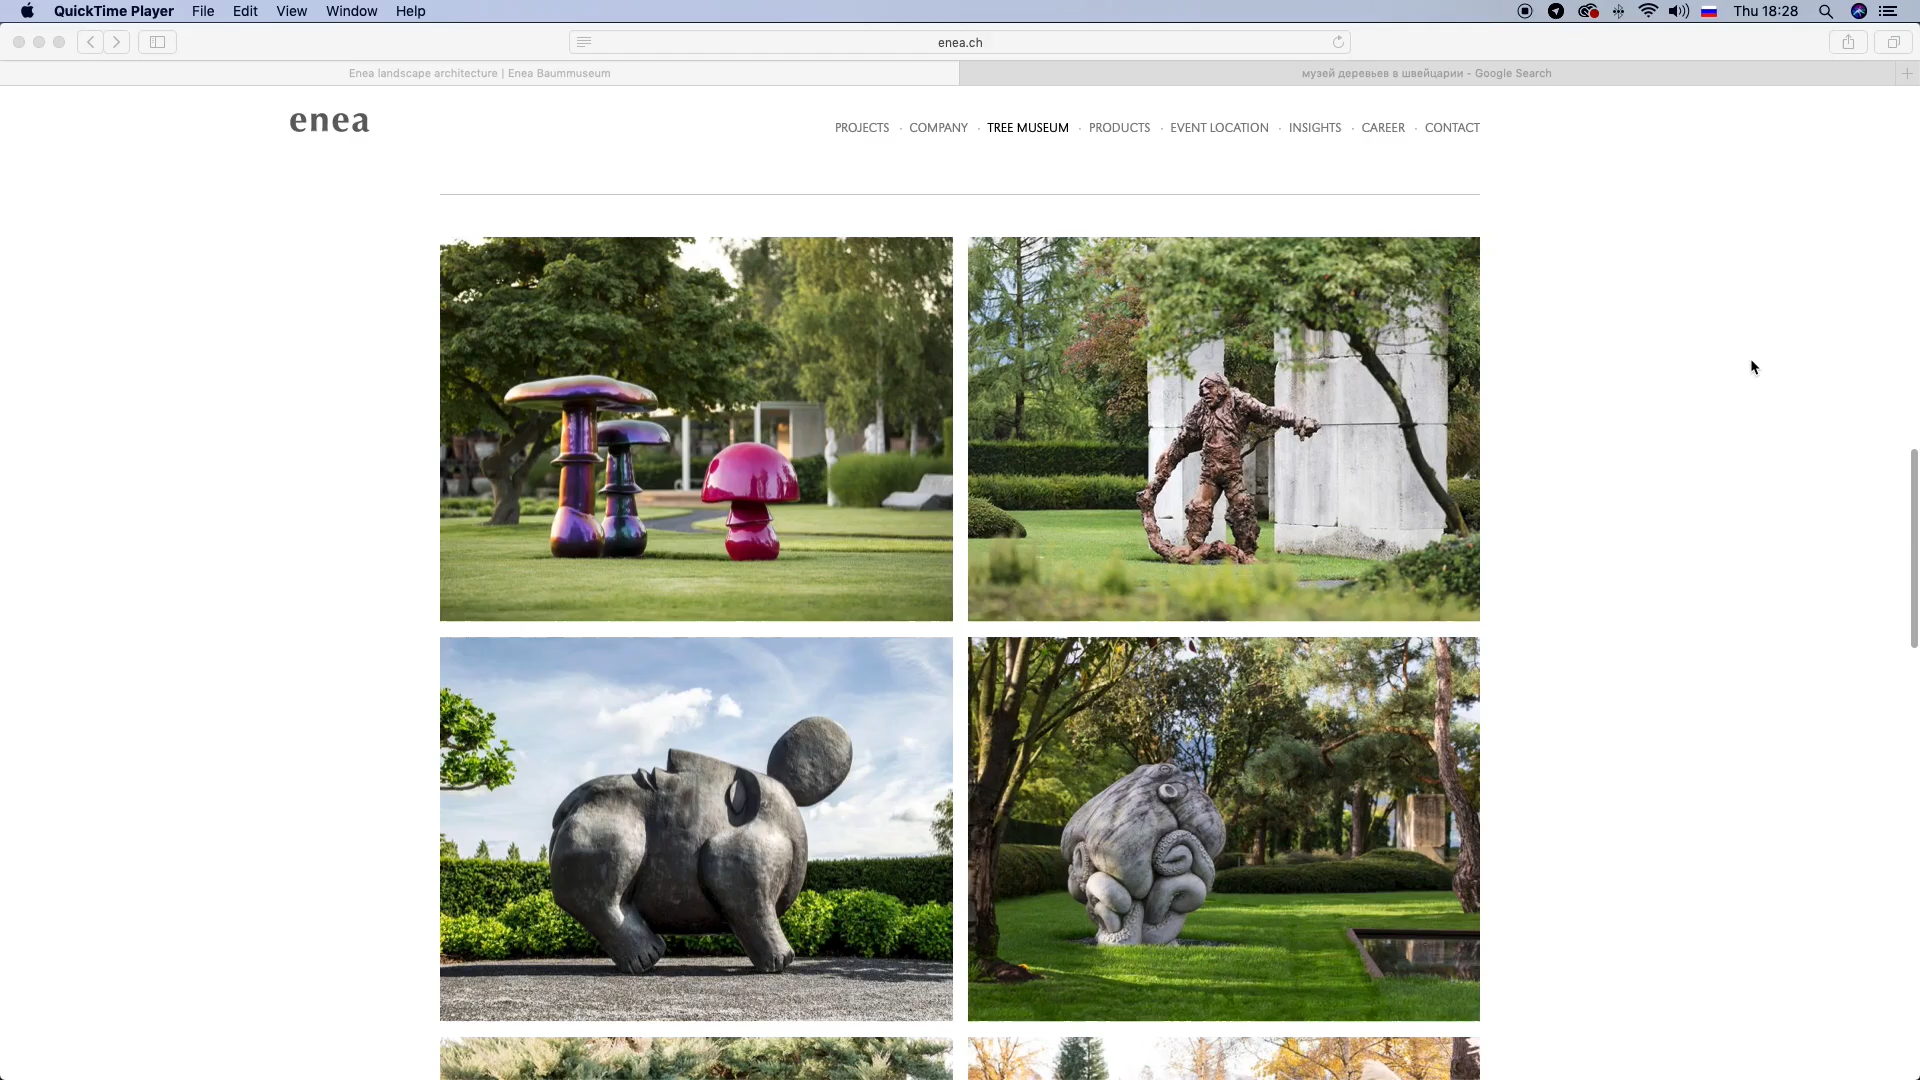 QuickTime Player File Edit View Window Help Thu 18:28
enea.ch
Enea landscape architecture | Enea Baummuseum
музей деревьев в швейцарии - Google Search
enea
PROJECTS · COMPANY · TREE MUSEUM · PRODUCTS · EVENT LOCATION · INSIGHTS · CAREER · CONTACT